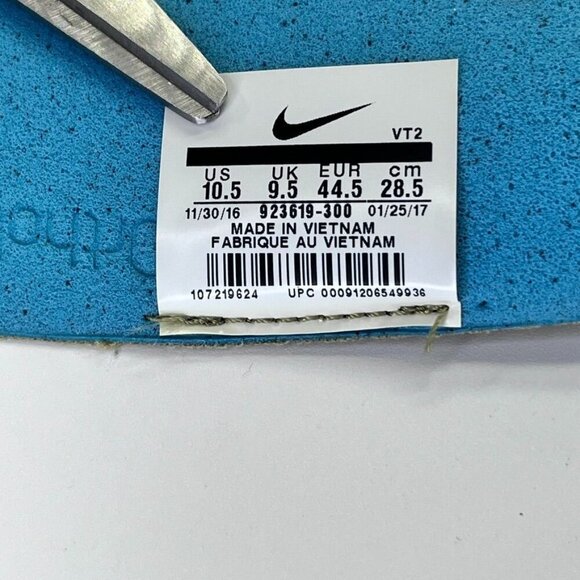 VT2
US UK EUR cm
10.5 9.5 44.5 28.5
11/30/16 923619-300 01/25/17
MADE IN VIETNAM
FABRIQUE AU VIETNAM
107219624 UPC 00091206549936